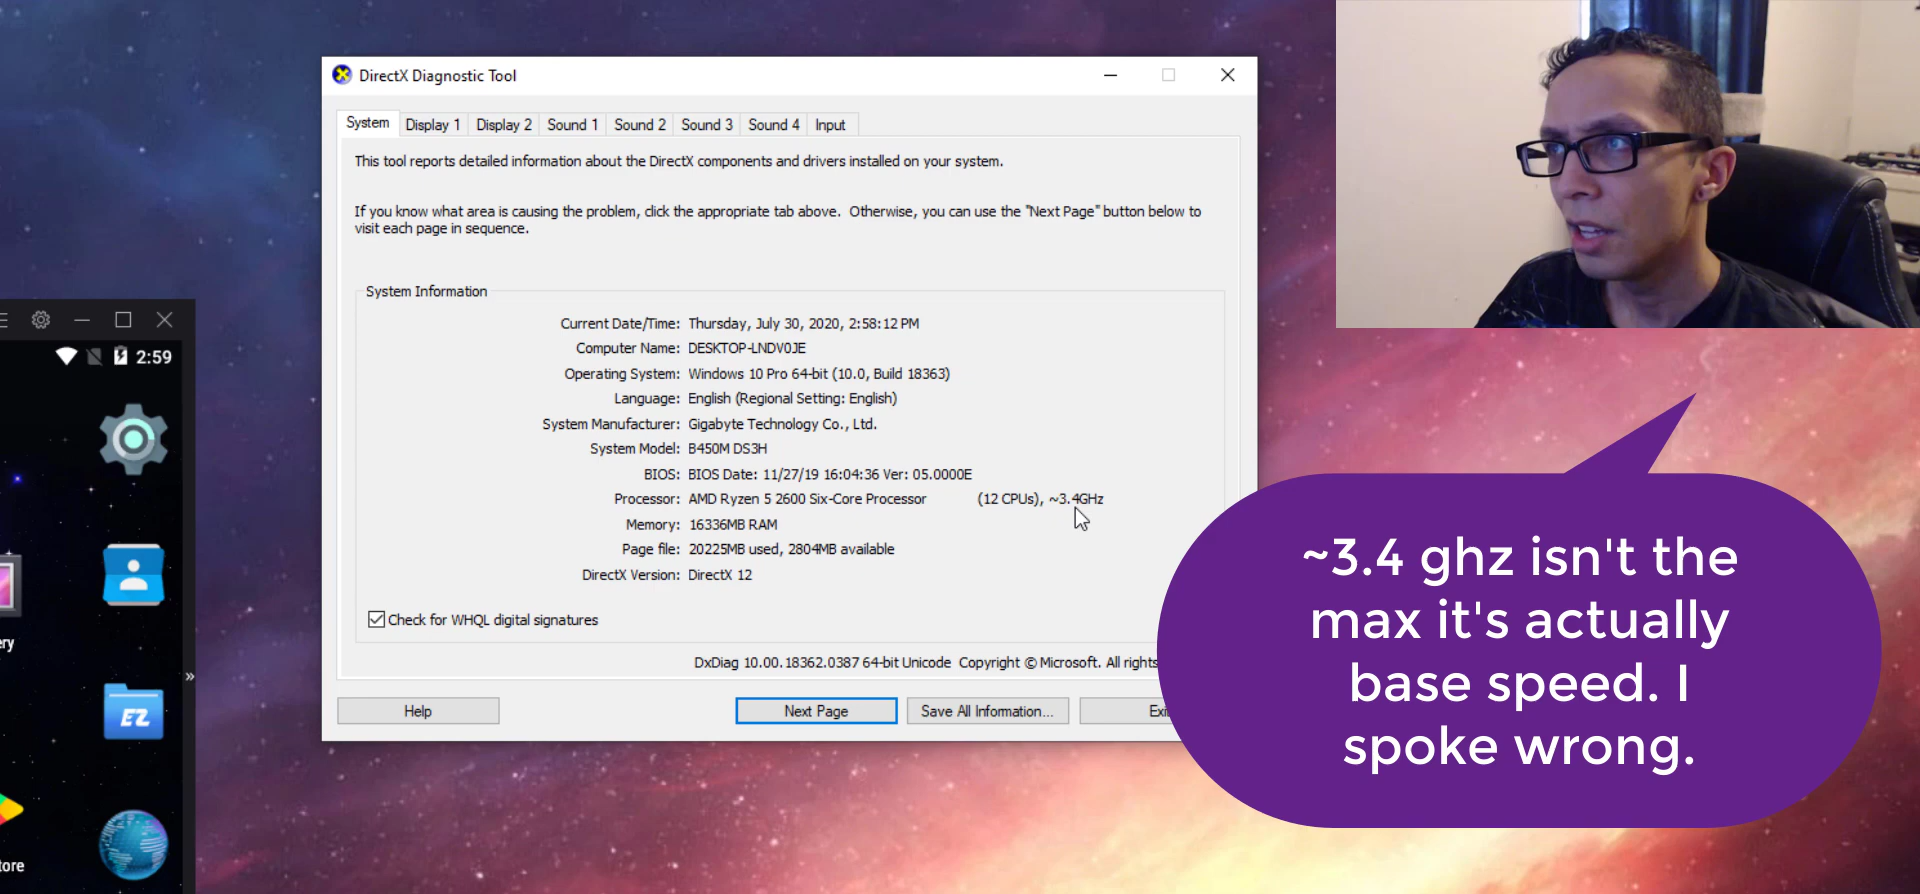 DirectX Diagnostic Tool
System Display 1 Display 2 Sound 1 Sound 2 Sound 3 Sound 4 Input
This tool reports detailed information about the DirectX components and drivers installed on your system.
If you know what area is causing the problem, click the appropriate tab above. Otherwise, you can use the "Next Page" button below to
visit each page in sequence.
System Information
Current Date/Time: Thursday, July 30, 2020, 2:58:12 PM
Computer Name: DESKTOP-LNDV0JE
Operating System: Windows 10 Pro 64-bit (10.0, Build 18363)
Language: English (Regional Setting: English)
System Manufacturer: Gigabyte Technology Co., Ltd.
System Model: B450M DS3H
BIOS: BIOS Date: 11/27/19 16:04:36 Ver: 05.0000E
Processor: AMD Ryzen 5 2600 Six-Core Processor (12 CPUs), ~3.4GHz
Memory: 16336MB RAM
Page file: 20225MB used, 2804MB available
DirectX Version: DirectX 12
Check for WHQL digital signatures
DxDiag 10.00.18362.0387 64-bit Unicode Copyright © Microsoft. All rights
Help Next Page Save All Information... Exi
2:59
ry
EZ
tore
~3.4 ghz isn't the
max it's actually
base speed. I
spoke wrong.